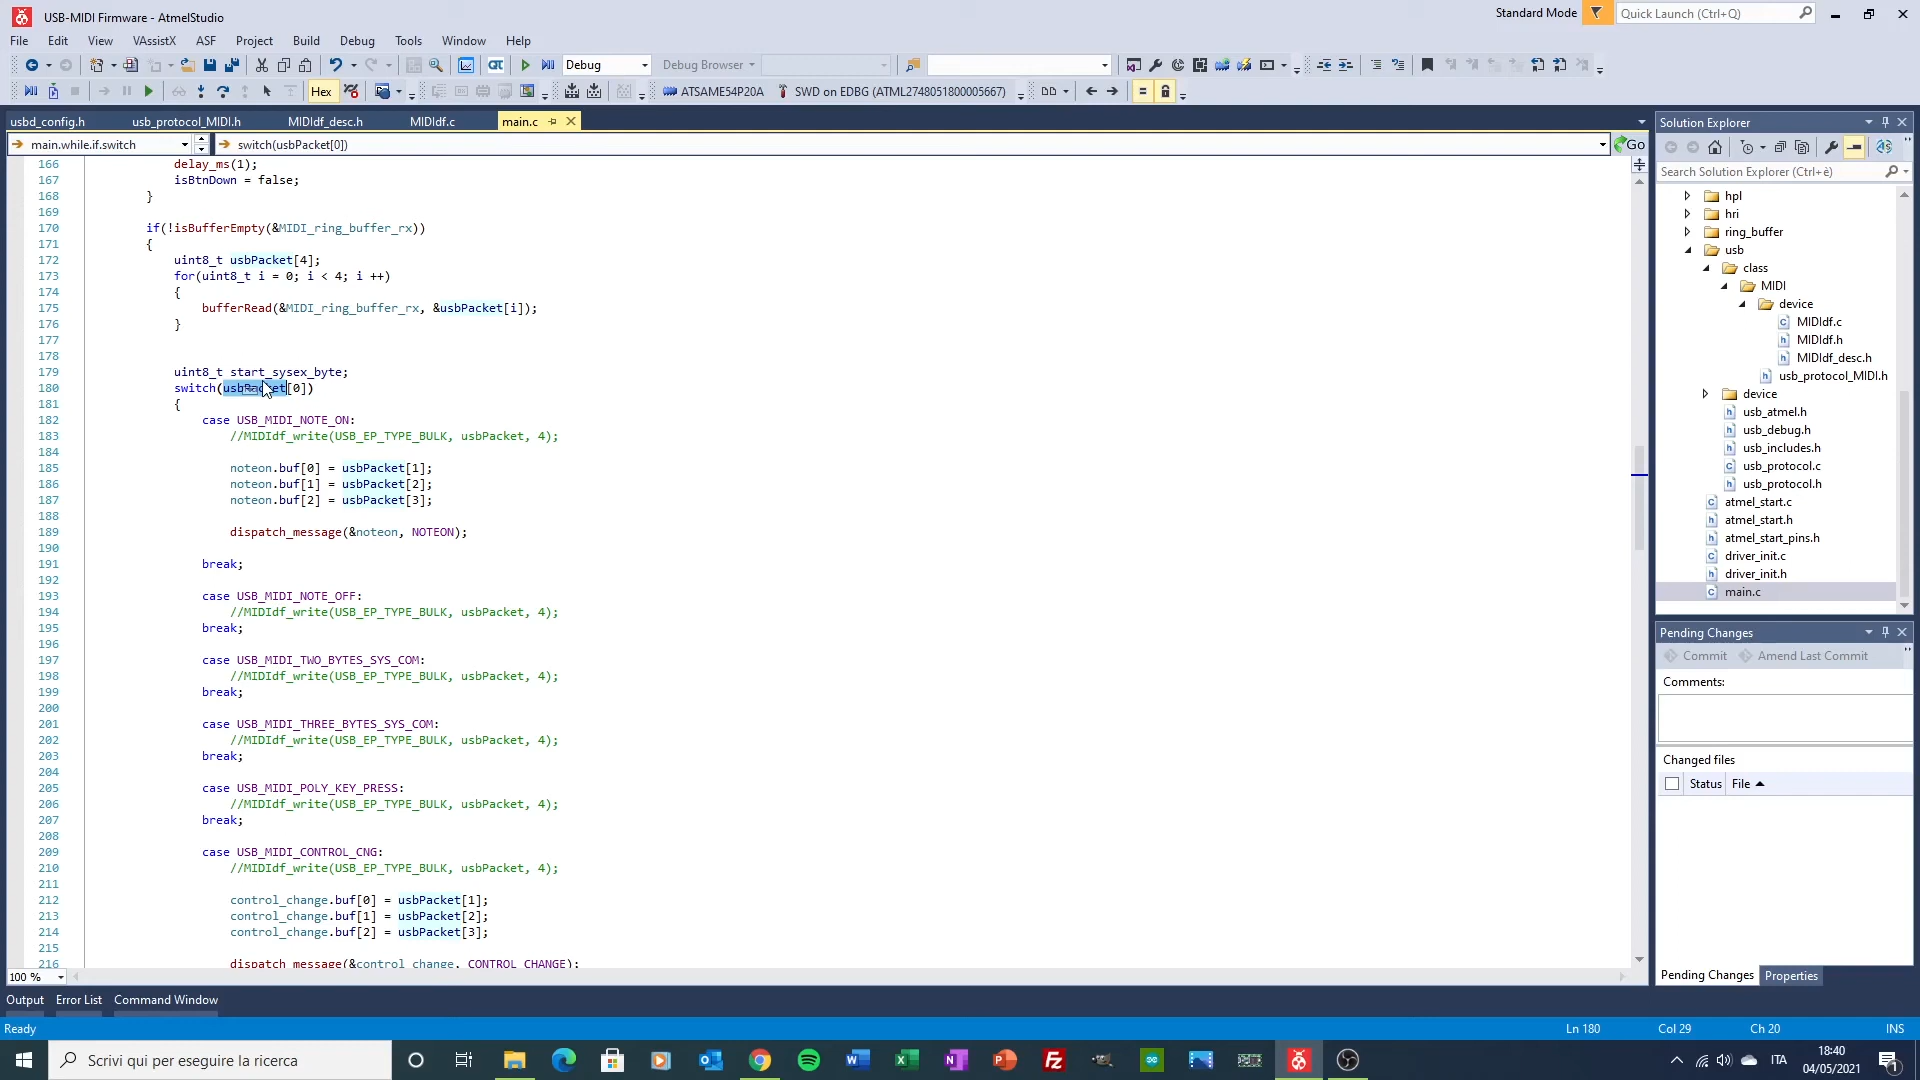 USB-MIDI Firmware - AtmelStudio
Standard Mode
Quick Launch (Ctrl+Q)
File Edit View VAssistX ASF Project Build Debug Tools Window Help
Debug Debug Browser
Hex ATSAME54P20A SWD on EDBG (ATML2748051800005667)
usbd_config.h usb_protocol_MIDI.h MIDIdf_desc.h MIDIdf.c main.c
main.while.if.switch switch(usbPacket[0]) Go
166 delay_ms(1);
167 isBtnDown = false;
168 }
169
170 if(!isBufferEmpty(&MIDI_ring_buffer_rx))
171 {
172 uint8_t usbPacket[4];
173 for(uint8_t i = 0; i < 4; i ++)
174 {
175 bufferRead(&MIDI_ring_buffer_rx, &usbPacket[i]);
176 }
177
178
179 uint8_t start_sysex_byte;
180 switch(usbPacket[0])
181 {
182 case USB_MIDI_NOTE_ON:
183 //MIDIdf_write(USB_EP_TYPE_BULK, usbPacket, 4);
184
185 noteon.buf[0] = usbPacket[1];
186 noteon.buf[1] = usbPacket[2];
187 noteon.buf[2] = usbPacket[3];
188
189 dispatch_message(&noteon, NOTEON);
190
191 break;
192
193 case USB_MIDI_NOTE_OFF:
194 //MIDIdf_write(USB_EP_TYPE_BULK, usbPacket, 4);
195 break;
196
197 case USB_MIDI_TWO_BYTES_SYS_COM:
198 //MIDIdf_write(USB_EP_TYPE_BULK, usbPacket, 4);
199 break;
200
201 case USB_MIDI_THREE_BYTES_SYS_COM:
202 //MIDIdf_write(USB_EP_TYPE_BULK, usbPacket, 4);
203 break;
204
205 case USB_MIDI_POLY_KEY_PRESS:
206 //MIDIdf_write(USB_EP_TYPE_BULK, usbPacket, 4);
207 break;
208
209 case USB_MIDI_CONTROL_CNG:
210 //MIDIdf_write(USB_EP_TYPE_BULK, usbPacket, 4);
211
212 control_change.buf[0] = usbPacket[1];
213 control_change.buf[1] = usbPacket[2];
214 control_change.buf[2] = usbPacket[3];
215
216 dispatch_message(&control_change, CONTROL_CHANGE);
100 %
Solution Explorer
Search Solution Explorer (Ctrl+è)
hpl
hri
ring_buffer
usb
class
MIDI
device
MIDIdf.c
MIDIdf.h
MIDIdf_desc.h
usb_protocol_MIDI.h
device
usb_atmel.h
usb_debug.h
usb_includes.h
usb_protocol.c
usb_protocol.h
atmel_start.c
atmel_start.h
atmel_start_pins.h
driver_init.c
driver_init.h
main.c
Pending Changes
Commit Amend Last Commit
Comments:
Changed files
Status File
Pending Changes Properties
Output Error List Command Window
Ready Ln 180 Col 29 Ch 20 INS
Scrivi qui per eseguire la ricerca
ITA
18:40
04/05/2021
1